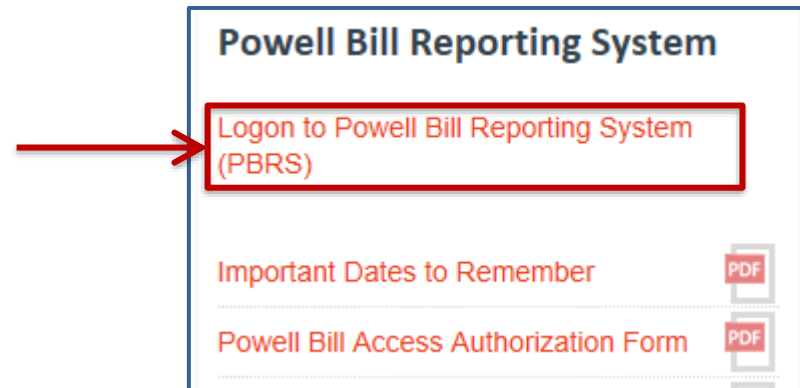 Powell Bill Reporting System
Logon to Powell Bill Reporting System
(PBRS)
Important Dates to Remember
PDF
Powell Bill Access Authorization Form
PDF